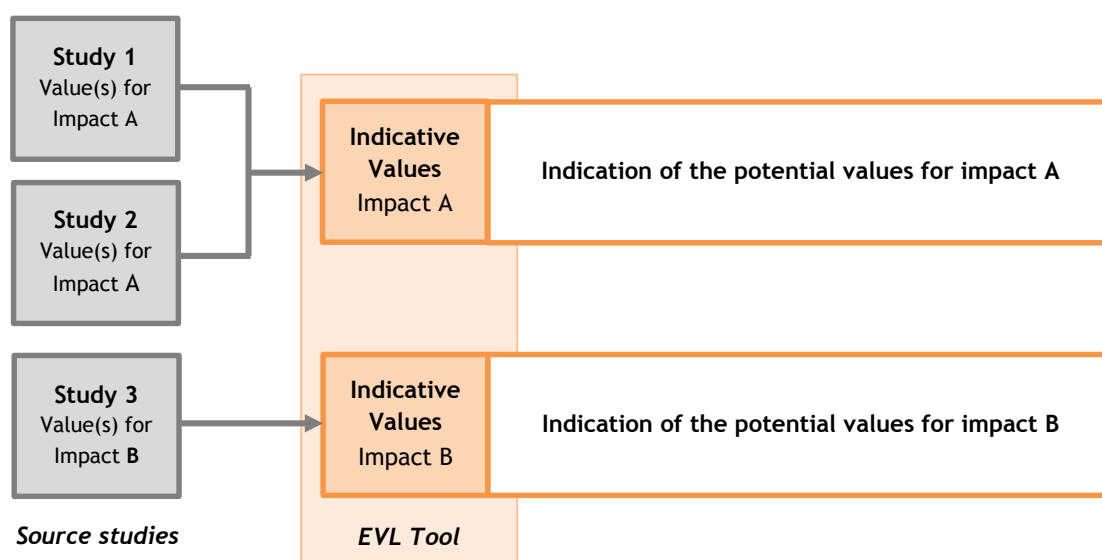 Study 1
Value(s) for
Impact A
Study 2
Value(s) for
Impact A
Indicative
Values
Impact A
Indication of the potential values for impact A
Study 3
Value(s) for
Impact B
Indicative
Values
Impact B
Indication of the potential values for impact B
Source studies
EVL Tool